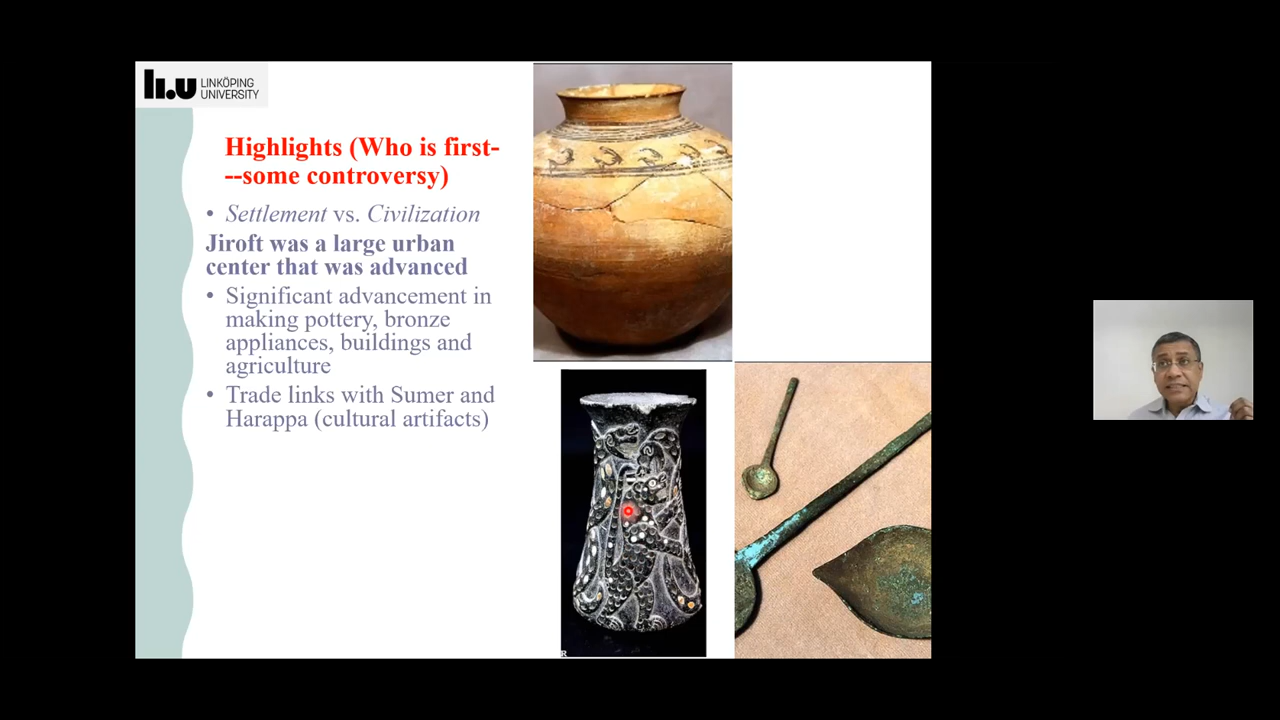 LINKÖPING
UNIVERSITY
Highlights (Who is first-
--some controversy)
• Settlement vs. Civilization
Jiroft was a large urban
center that was advanced
• Significant advancement in
making pottery, bronze
appliances, buildings and
agriculture
• Trade links with Sumer and
Harappa (cultural artifacts)
R